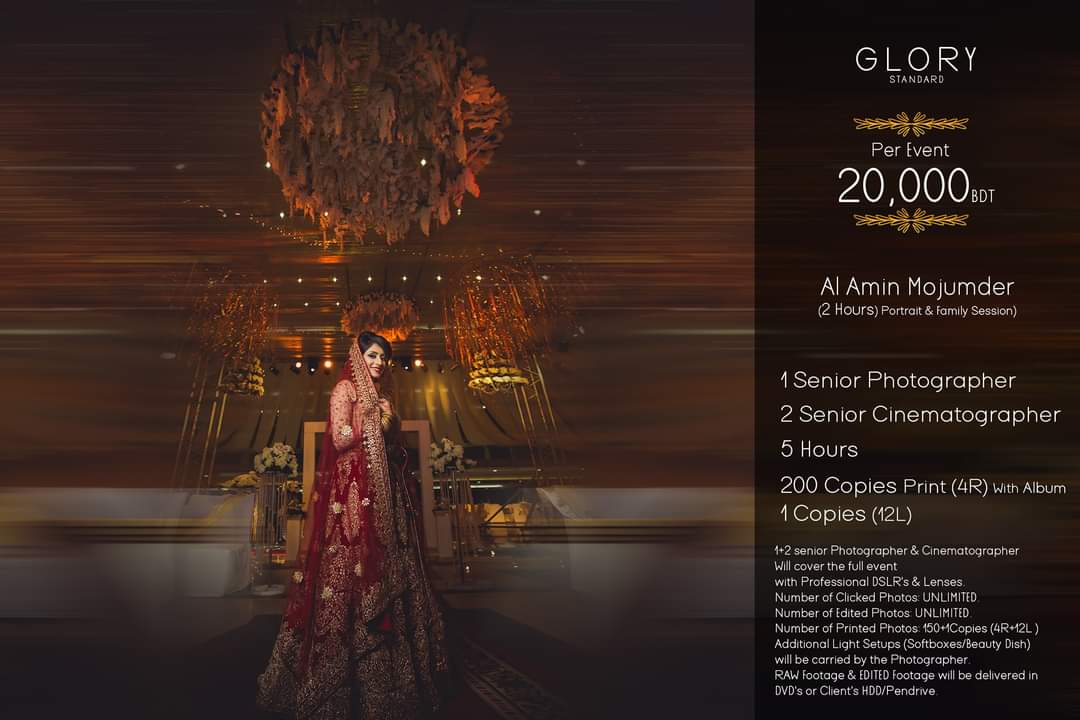 GLORY
STANDARD
Per Event
20,000BDT
Al Amin Mojumder
(2 Hours) Portrait & Family Session)
1 Senior Photographer
2 Senior Cinematographer
5 Hours
200 Copies Print (4R) With Album
1 Copies (12L)
1+2 senior Photographer & Cinematographer
Will cover the full event
with Professional DSLR's & Lenses.
Number of Clicked Photos: UNLIMITED.
Number of Edited Photos: UNLIMITED.
Number of Printed Photos: 150+1Copies (4R+12L )
Additional Light Setups (Softboxes/Beauty Dish)
will be carried by the Photographer.
RAW Footage & EDITED Footage will be delivered in
DVD's or Client's HDD/Pendrive.